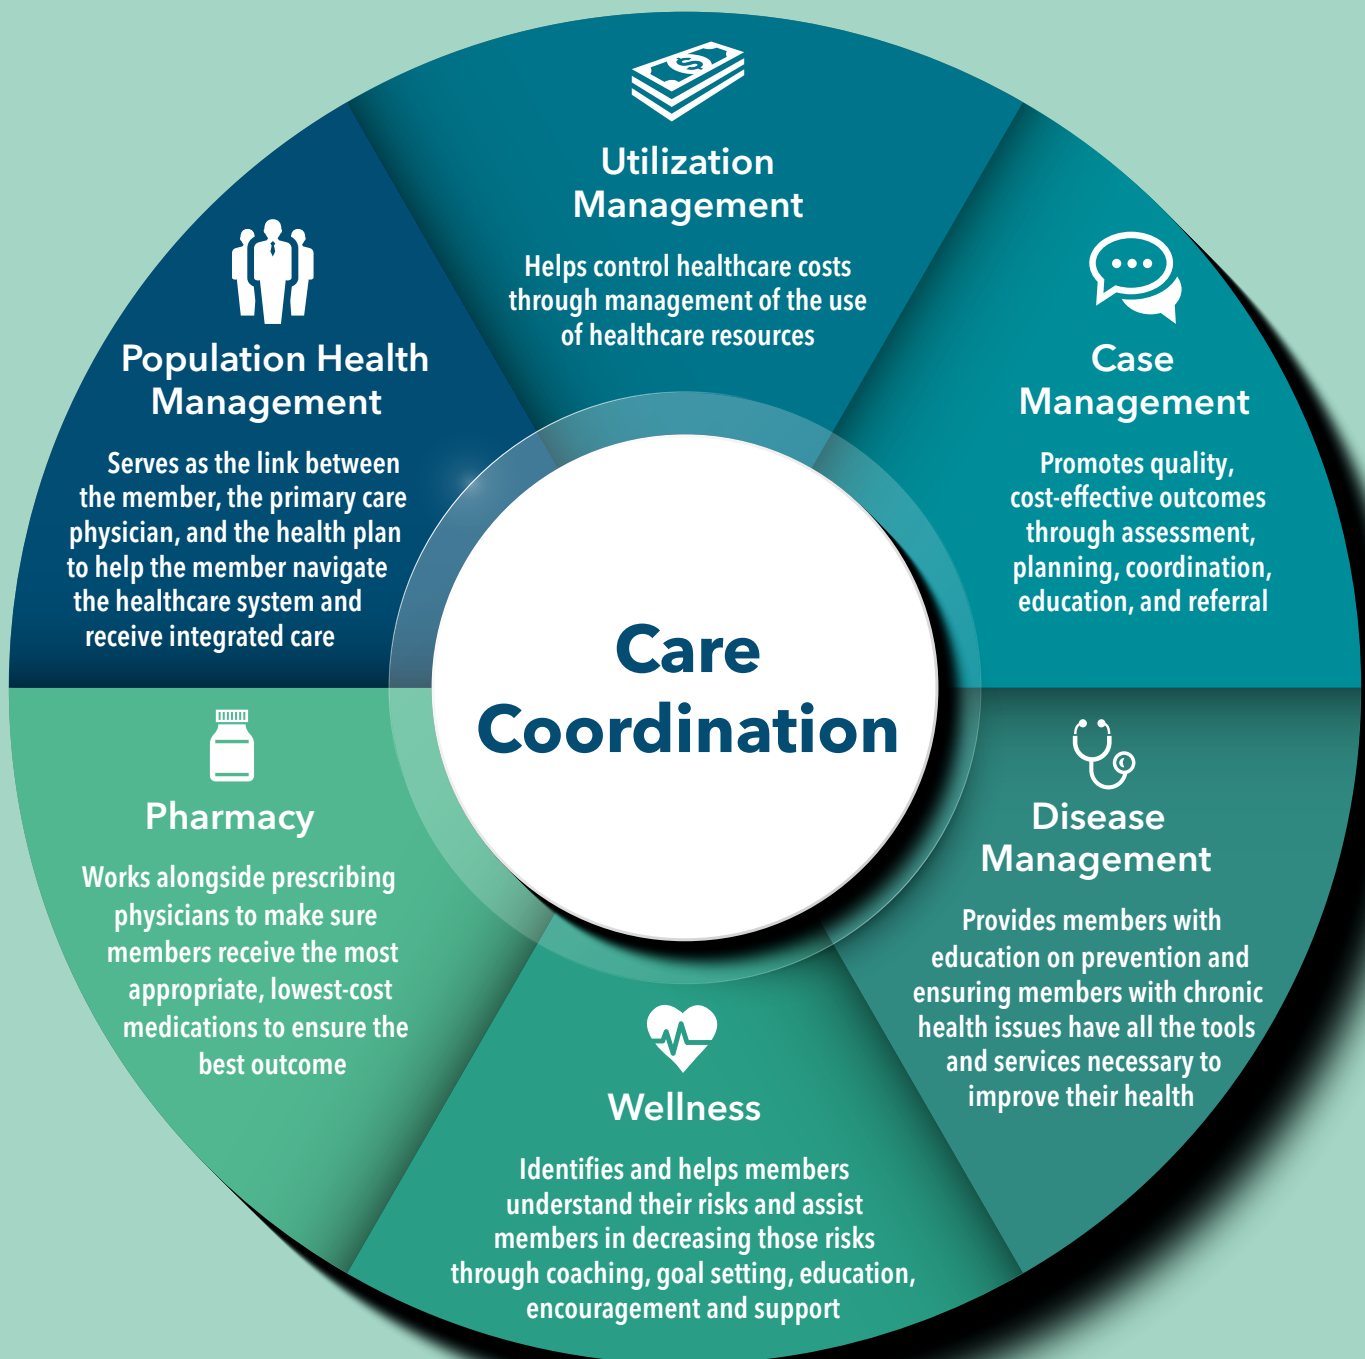 Utilization
Management
Helps control healthcare costs
through management of the use
of healthcare resources
Case
Management
Promotes quality,
cost-effective outcomes
through assessment,
planning, coordination,
education, and referral
Disease
Management
Provides members with
education on prevention and
ensuring members with chronic
health issues have all the tools
and services necessary to
improve their health
Wellness
Identifies and helps members
understand their risks and assist
members in decreasing those risks
through coaching, goal setting, education,
encouragement and support
Pharmacy
Works alongside prescribing
physicians to make sure
members receive the most
appropriate, lowest-cost
medications to ensure the
best outcome
Population Health
Management
Serves as the link between
the member, the primary care
physician, and the health plan
to help the member navigate
the healthcare system and
receive integrated care
Care
Coordination